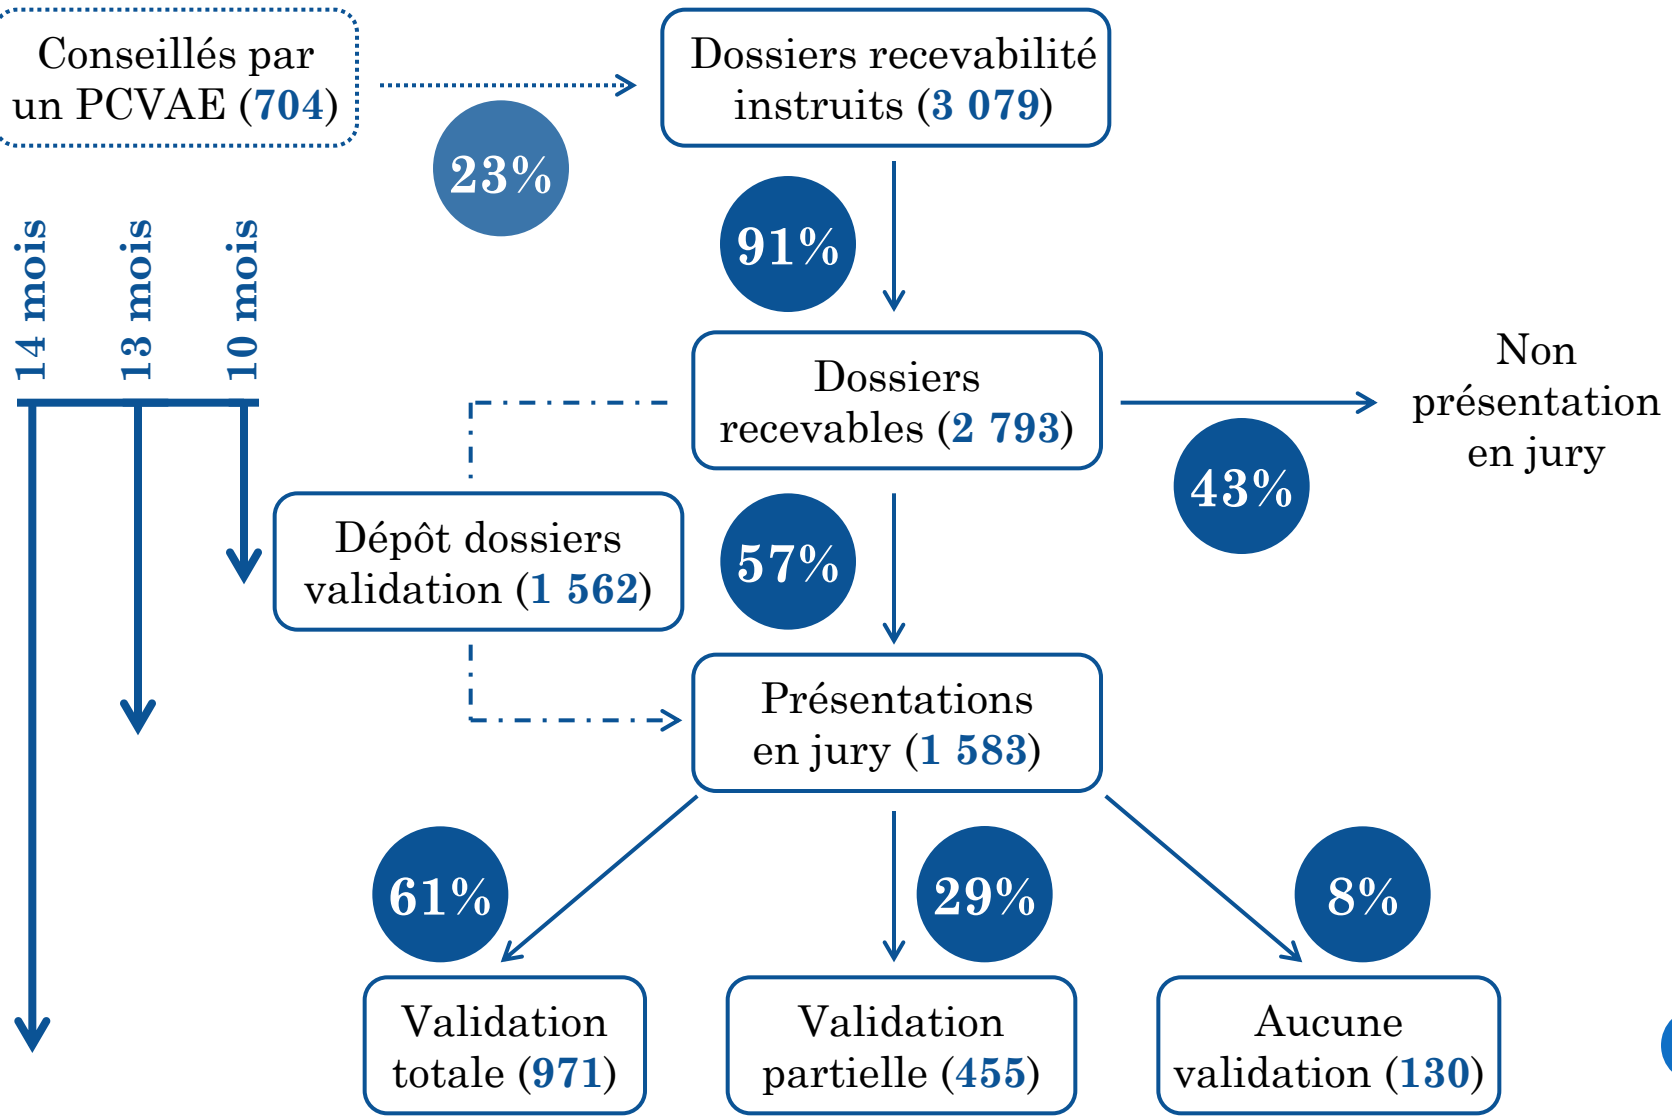 Conseillés par
un PCVAE (704)
Dossiers recevabilité
instruits (3 079)
23%
91%
14 mois
13 mois
10 mois
Dossiers
recevables (2 793)
Non
présentation
en jury
43%
Dépôt dossiers
validation (1 562)
57%
Présentations
en jury (1 583)
61%
29%
8%
Validation
totale (971)
Validation
partielle (455)
Aucune
validation (130)